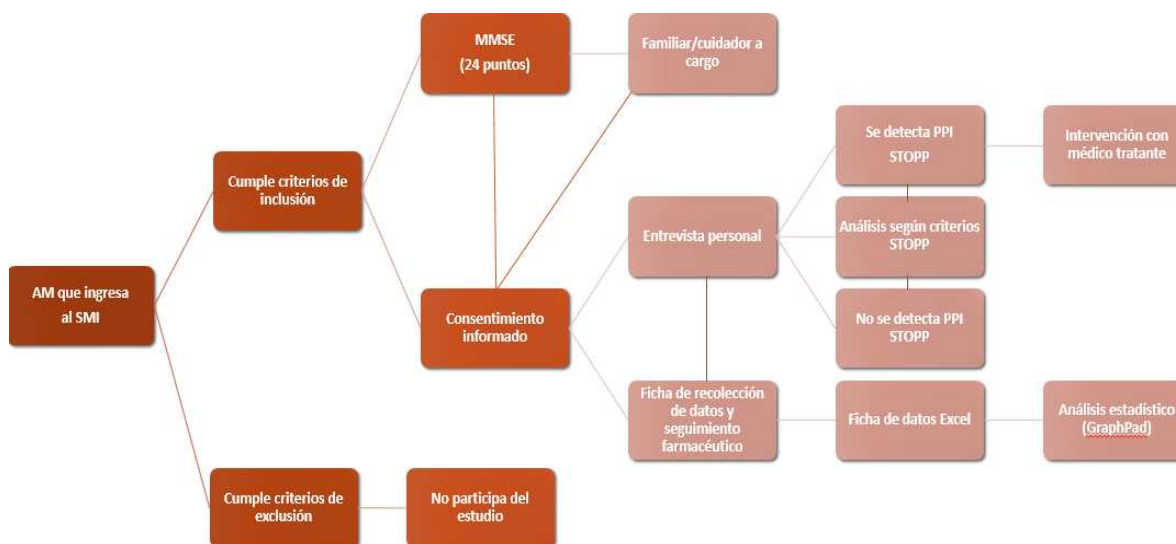 MMSE
(24 puntos)
Familiar/cuidador a
cargo
Se detecta PPI
STOPP
Intervención con
médico tratante
Cumple criterios de
inclusión
Entrevista personal
Análisis según criterios
STOPP
AM que ingresa
al SMI
Consentimiento
informado
No se detecta PPI
STOPP
Ficha de recolección
de datos y
seguimiento
farmacéutico
Ficha de datos Excel
Análisis estadístico
(GraphPad)
Cumple criterios de
exclusión
No participa del
estudio